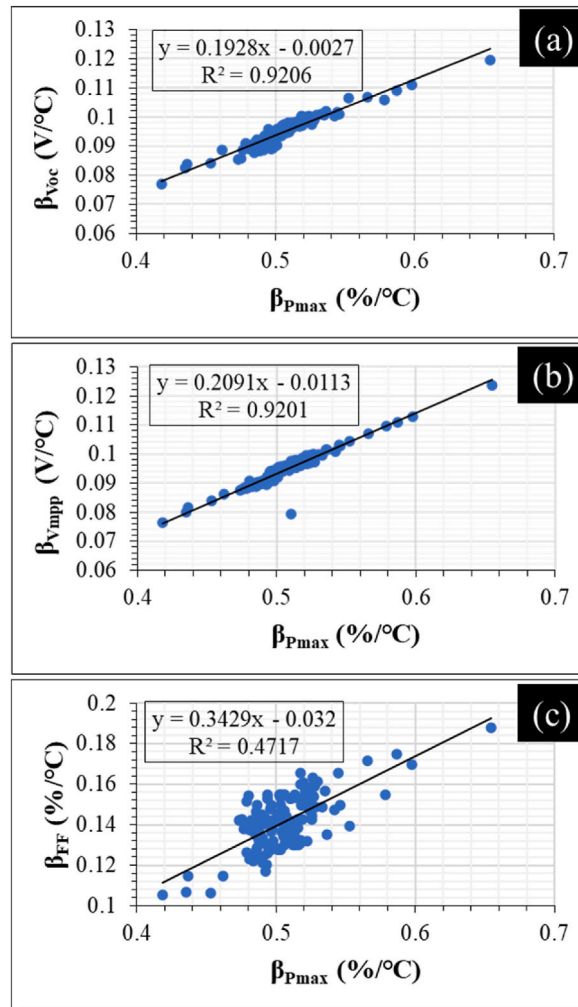 (a)
y = 0.1928x - 0.0027
R² = 0.9206
0.13
0.12
0.11
0.1
0.09
0.08
0.07
0.06
βVoc (V/°C)
0.4 0.5 0.6 0.7
βPmax (%/°C)
(b)
y = 0.2091x - 0.0113
R² = 0.9201
0.13
0.12
0.11
0.1
0.09
0.08
0.07
0.06
βVmpp (V/°C)
0.4 0.5 0.6 0.7
βPmax (%/°C)
(c)
y = 0.3429x - 0.032
R² = 0.4717
0.2
0.18
0.16
0.14
0.12
0.1
βFF (%/°C)
0.4 0.5 0.6 0.7
βPmax (%/°C)